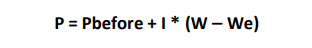 P = Pbefore + I * (W – We)